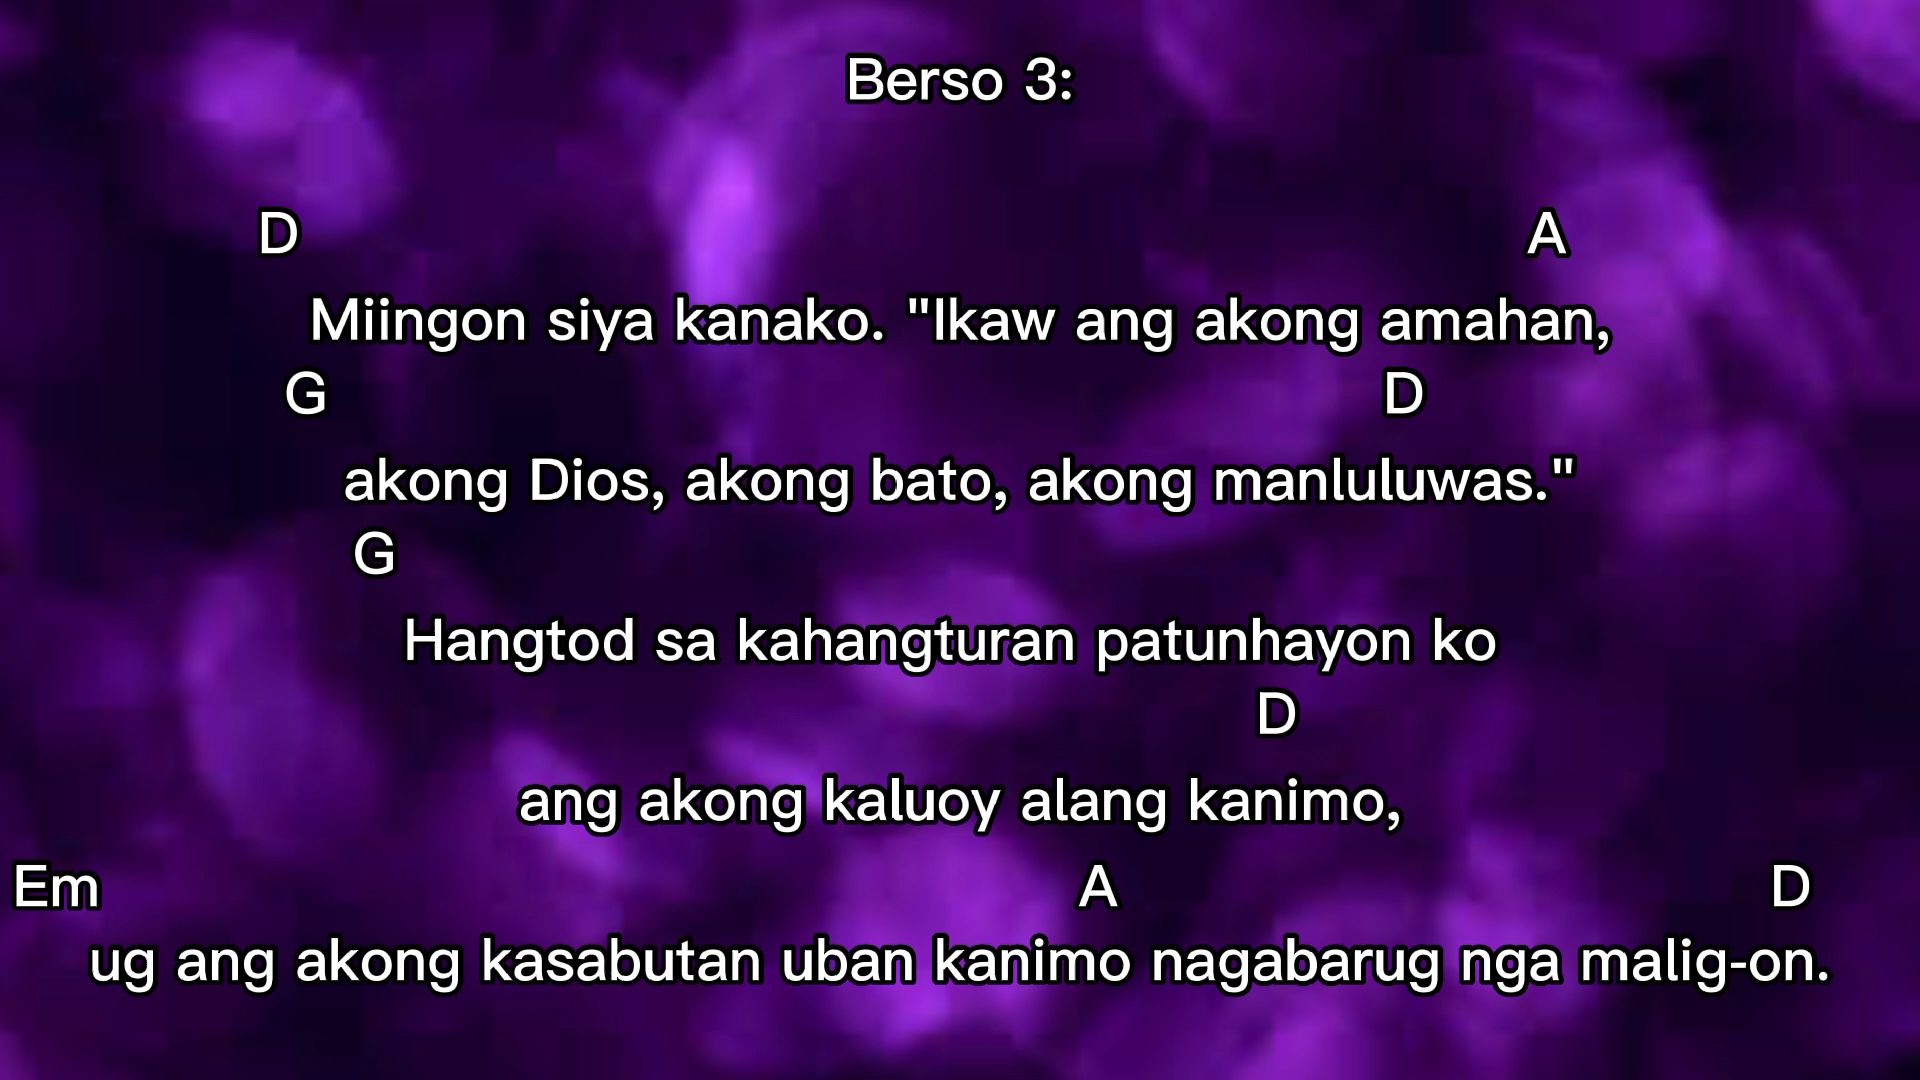 Berso 3:
D A
Miingon siya kanako. "Ikaw ang akong amahan,
G D
akong Dios, akong bato, akong manluluwas."
G
Hangtod sa kahangturan patunhayon ko
D
ang akong kaluoy alang kanimo,
Em A D
ug ang akong kasabutan uban kanimo nagabarug nga malig-on.